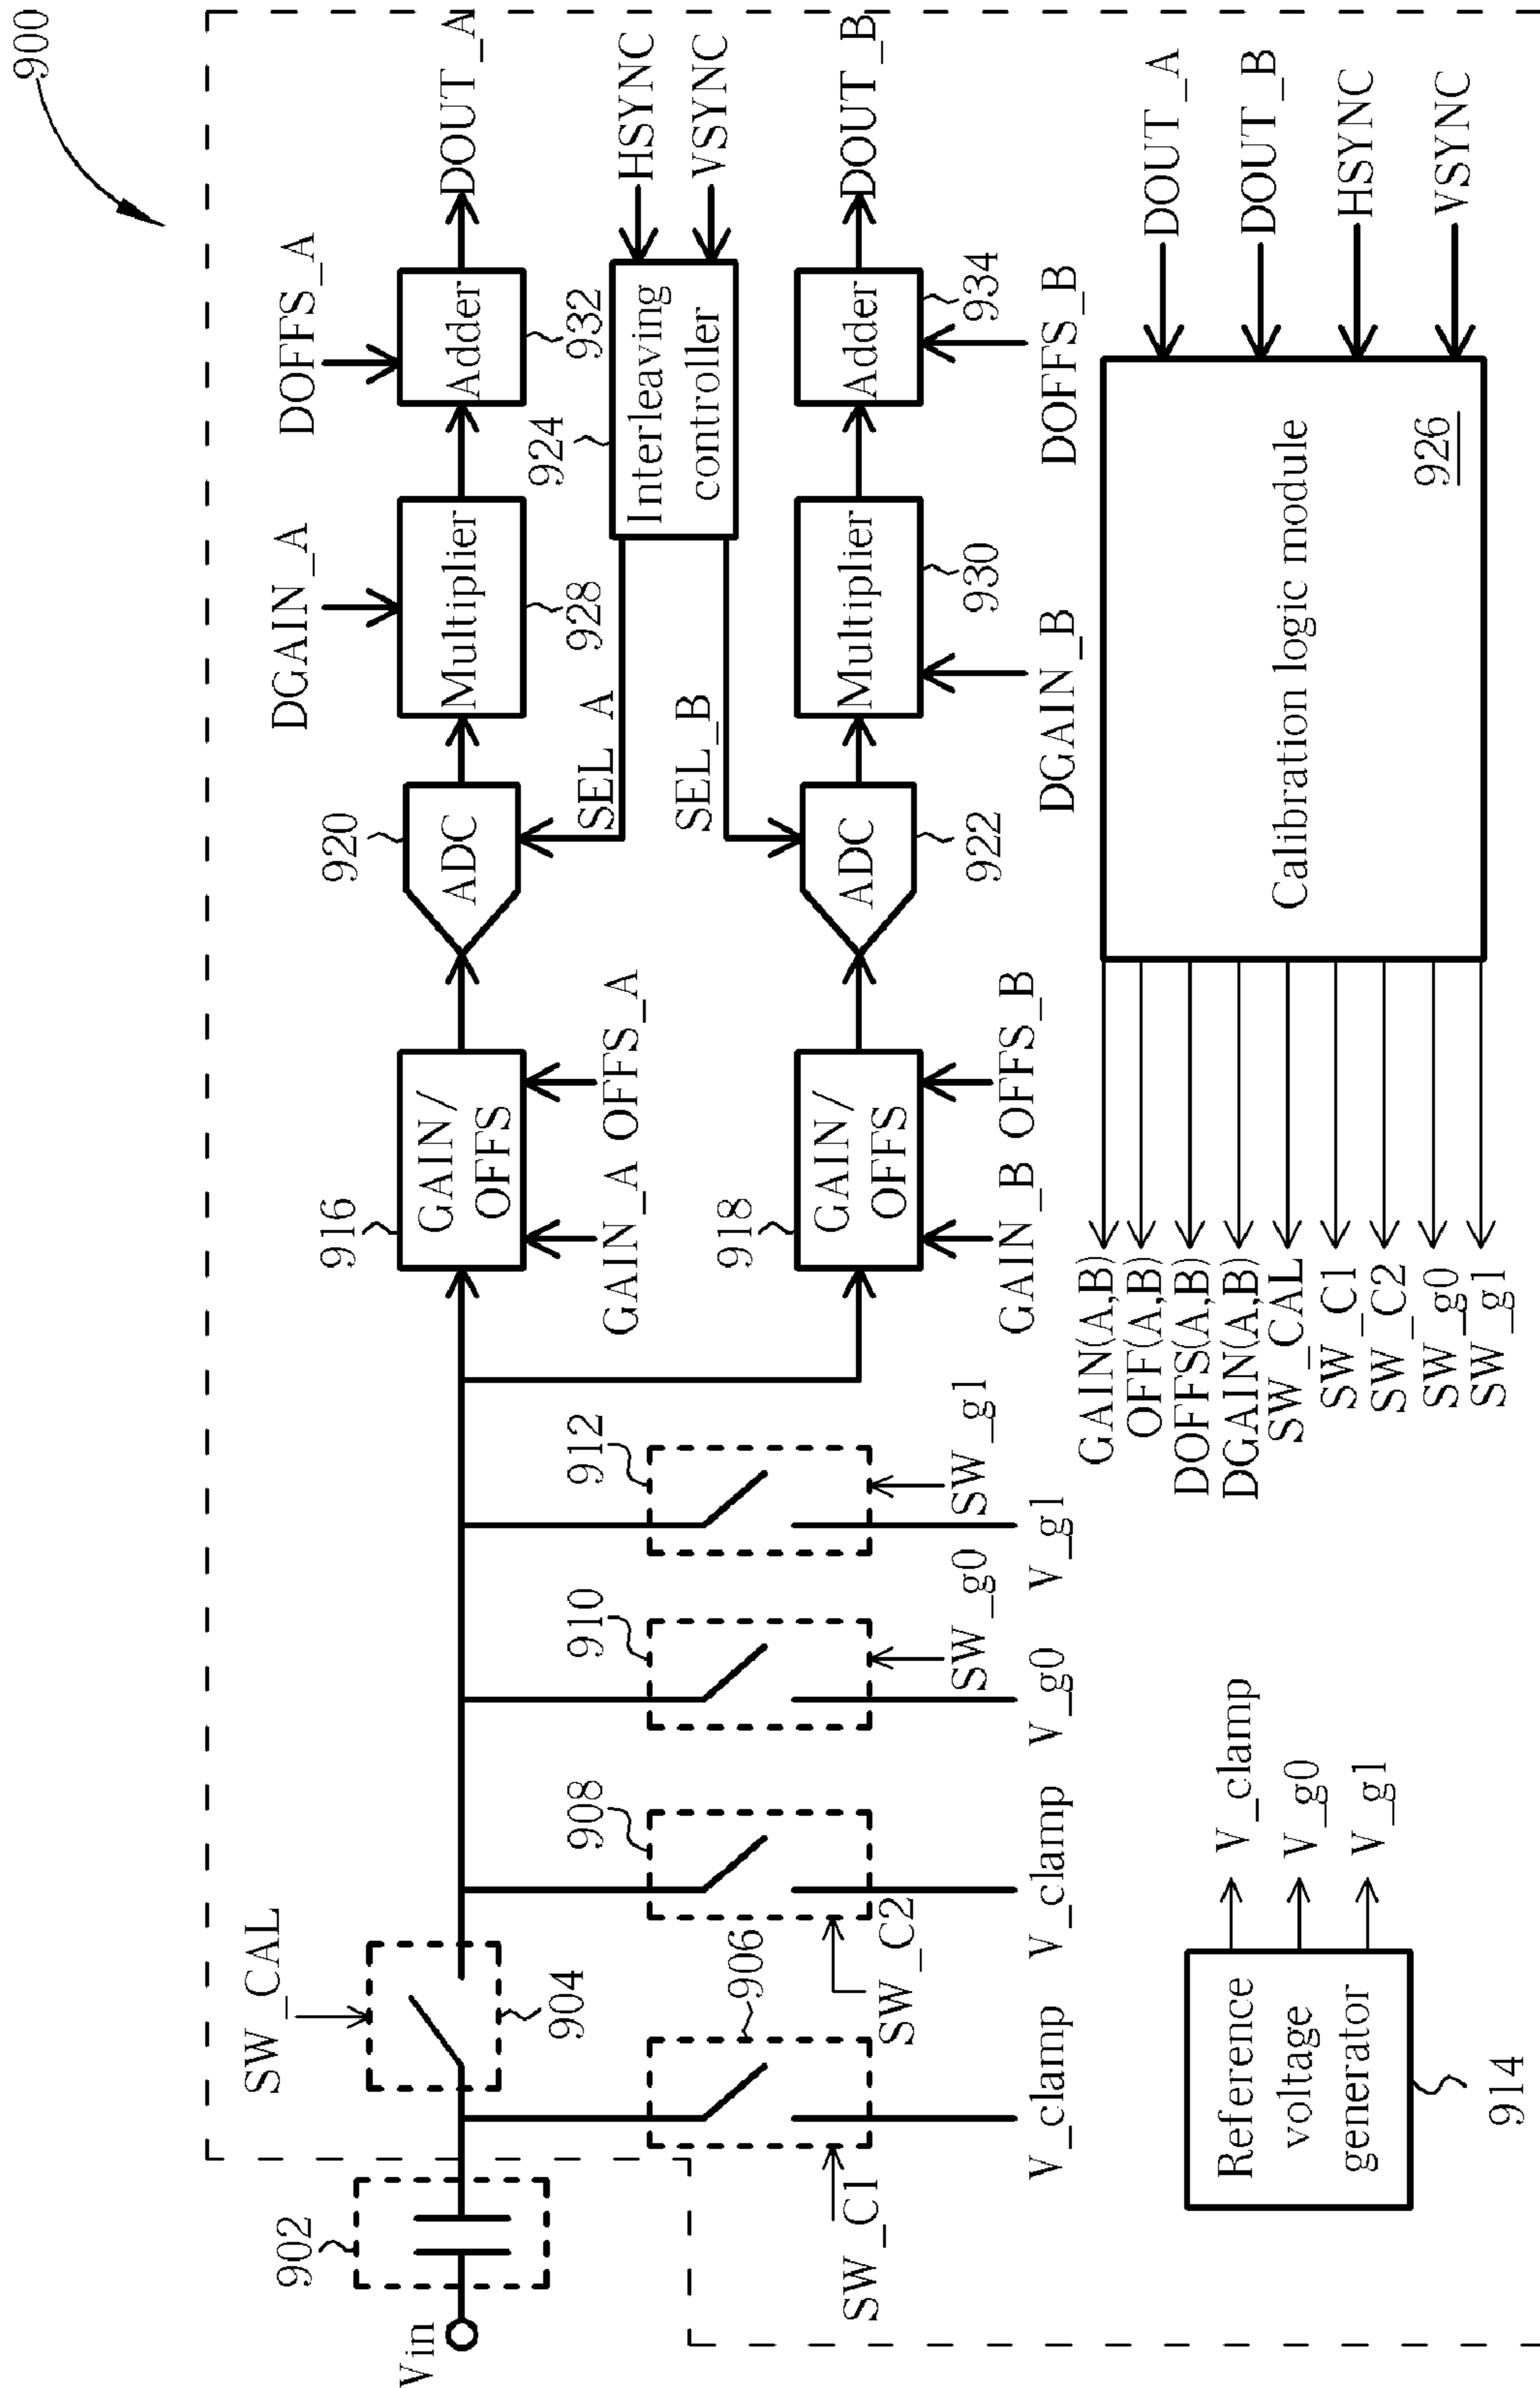 900
Vin
902
SW_CAL
904
SW_C1
906
V_clamp
SW_C2
908
V_clamp
910
SW_g0
V_g0
912
SW_g1
V_g1
916
GAIN/
OFFS
GAIN_A
OFFS_A
920
ADC
SEL_A
DGAIN_A
Multiplier
928
DOFFS_A
Adder
932
DOUT_A
924
Interleaving
controller
HSYNC
VSYNC
918
GAIN/
OFFS
GAIN_B
OFFS_B
SEL_B
ADC
922
Multiplier
930
DGAIN_B
Adder
934
DOFFS_B
DOUT_B
Reference
voltage
generator
914
V_clamp
V_g0
V_g1
GAIN(A,B)
OFF(A,B)
DOFFS(A,B)
DGAIN(A,B)
SW_CAL
SW_C1
SW_C2
SW_g0
SW_g1
Calibration logic module
926
DOUT_A
DOUT_B
HSYNC
VSYNC